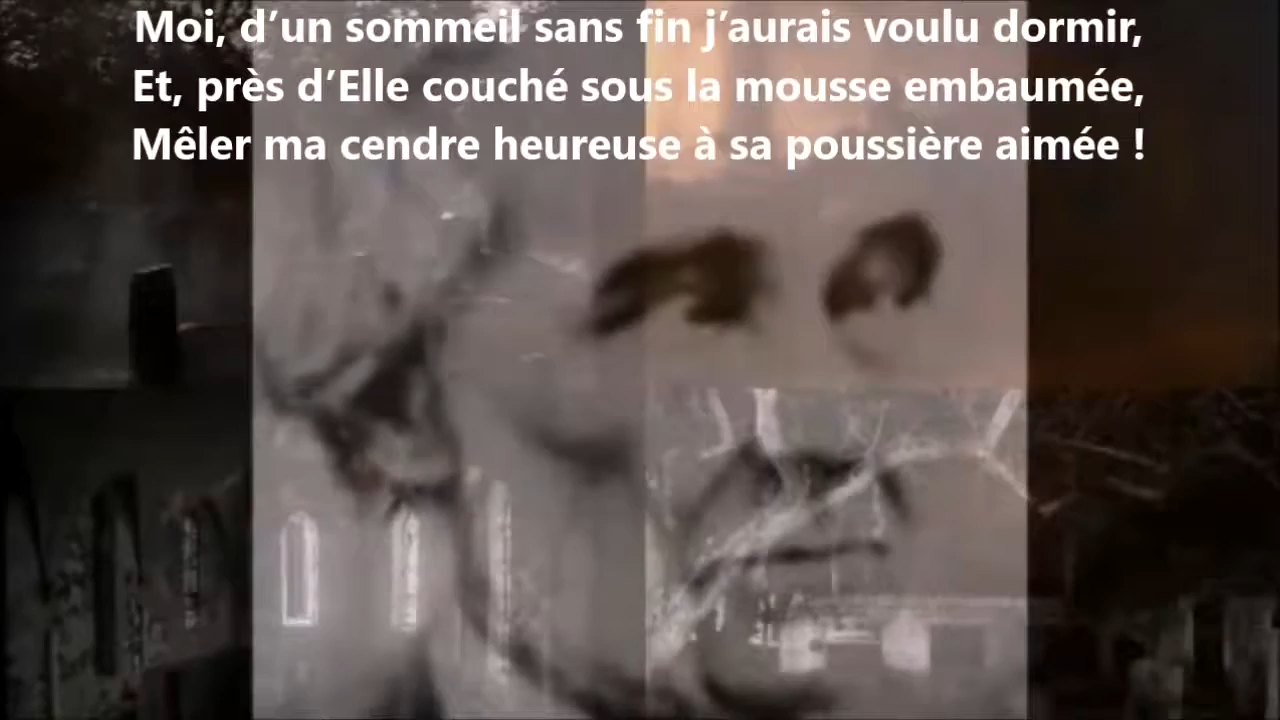 Moi, d’un sommeil sans fin j’aurais voulu dormir,
Et, près d’Elle couché sous la mousse embaumée,
Mêler ma cendre heureuse à sa poussière aimée !